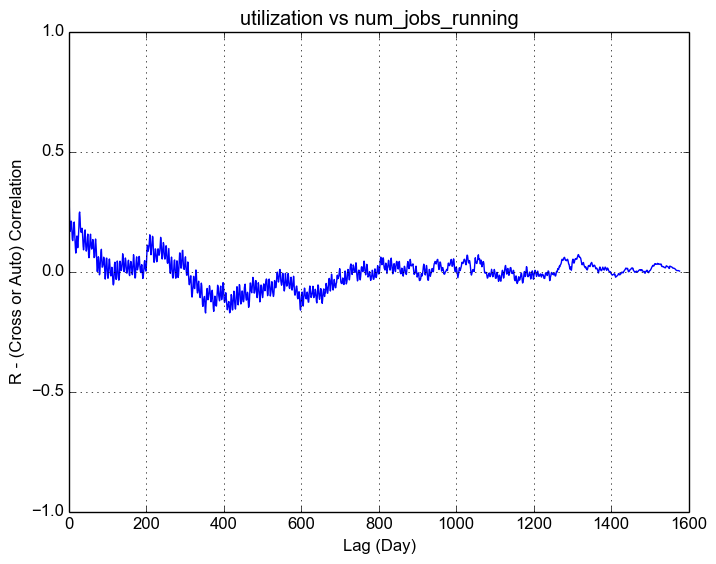 utilization vs num_jobs_running
1.0
0.5
0.0
−0.5
−1.0
R - (Cross or Auto) Correlation
0 200 400 600 800 1000 1200 1400 1600
Lag (Day)